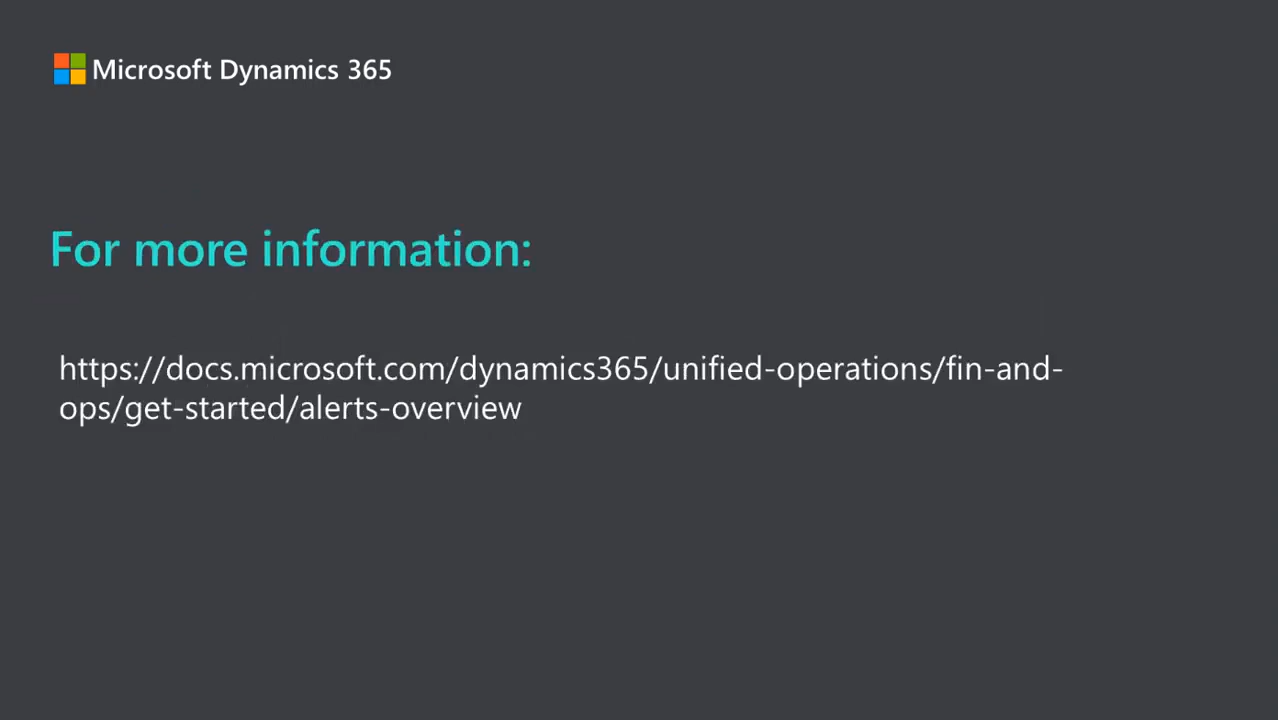 Microsoft Dynamics 365
For more information:
https://docs.microsoft.com/dynamics365/unified-operations/fin-and-
ops/get-started/alerts-overview